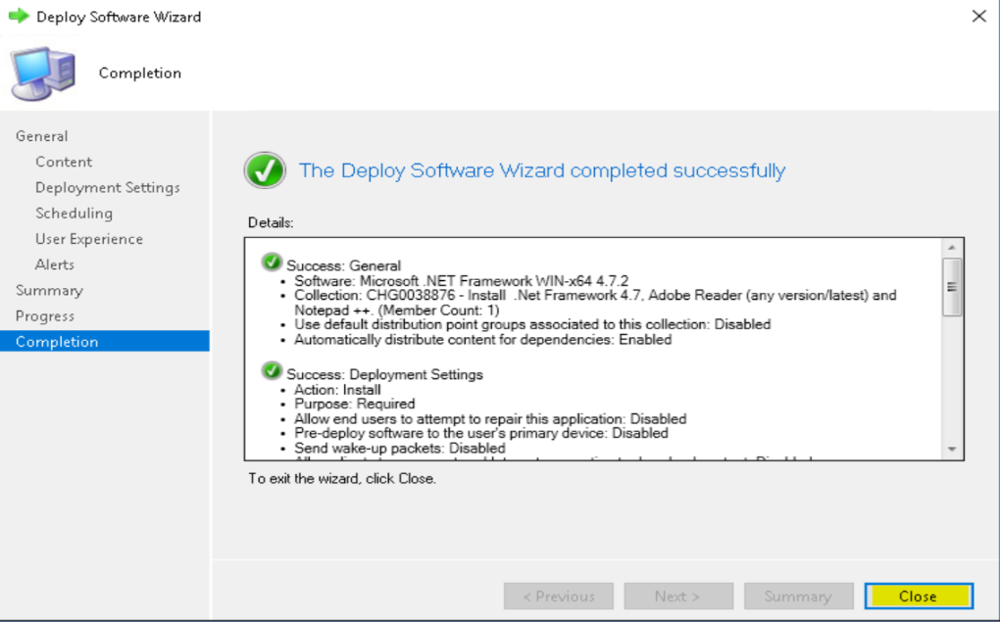 Deploy Software Wizard
Completion
General
Content
Deployment Settings
Scheduling
User Experience
Alerts
Summary
Progress
Completion
The Deploy Software Wizard completed successfully
Details:
Success: General
• Software: Microsoft .NET Framework WIN-x64 4.7.2
• Collection: CHG0038876 - Install .Net Framework 4.7, Adobe Reader (any version/latest) and
Notepad ++. (Member Count: 1)
• Use default distribution point groups associated to this collection: Disabled
• Automatically distribute content for dependencies: Enabled
Success: Deployment Settings
• Action: Install
• Purpose: Required
• Allow end users to attempt to repair this application: Disabled
• Pre-deploy software to the user's primary device: Disabled
• Send wake-up packets: Disabled
To exit the wizard, click Close.
< Previous
Next >
Summary
Close